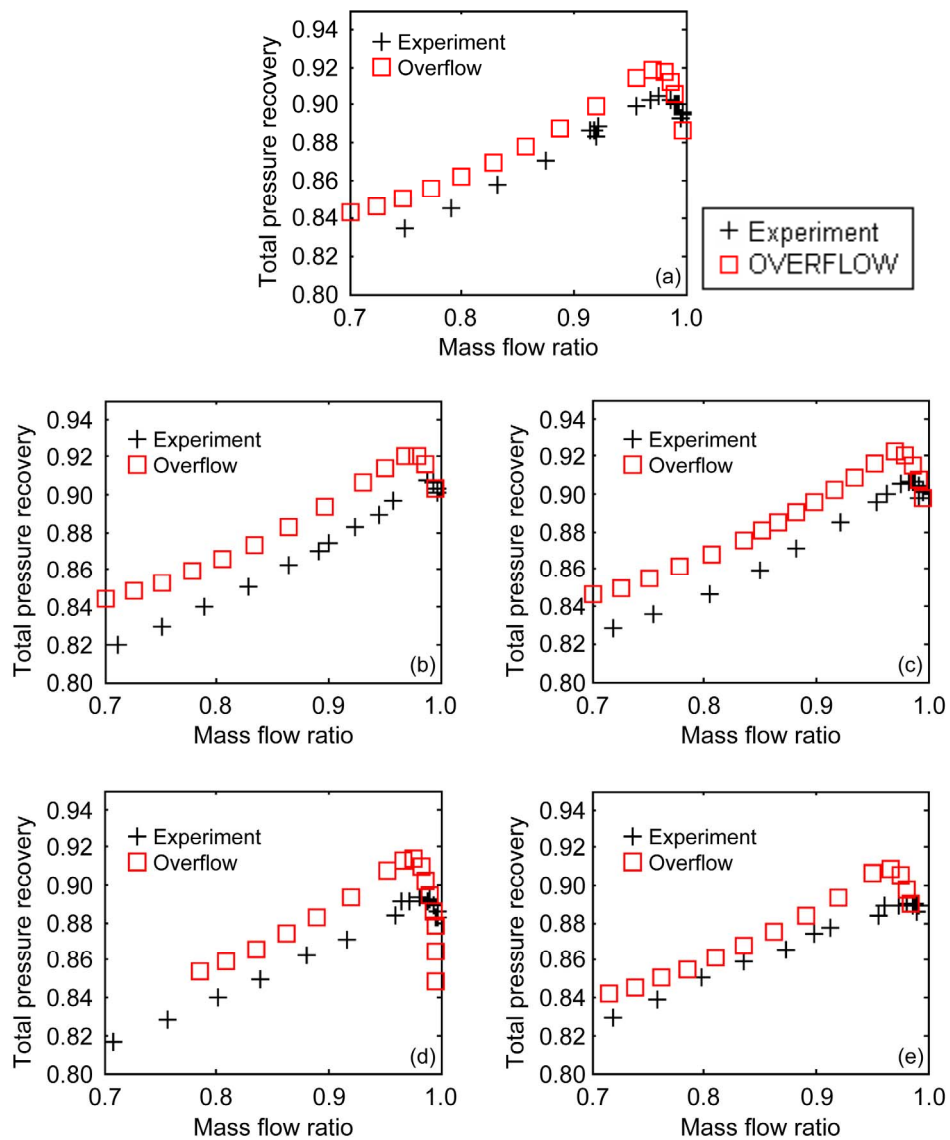 Total pressure recovery
0.94
0.92
0.90
0.88
0.86
0.84
0.82
0.80
Experiment
Overflow
(a)
0.7 0.8 0.9 1.0
Mass flow ratio
Experiment
OVERFLOW
Total pressure recovery
0.94
0.92
0.90
0.88
0.86
0.84
0.82
0.80
Experiment
Overflow
(b)
0.7 0.8 0.9 1.0
Mass flow ratio
Total pressure recovery
0.94
0.92
0.90
0.88
0.86
0.84
0.82
0.80
Experiment
Overflow
(c)
0.7 0.8 0.9 1.0
Mass flow ratio
Total pressure recovery
0.94
0.92
0.90
0.88
0.86
0.84
0.82
0.80
Experiment
Overflow
(d)
0.7 0.8 0.9 1.0
Mass flow ratio
Total pressure recovery
0.94
0.92
0.90
0.88
0.86
0.84
0.82
0.80
Experiment
Overflow
(e)
0.7 0.8 0.9 1.0
Mass flow ratio